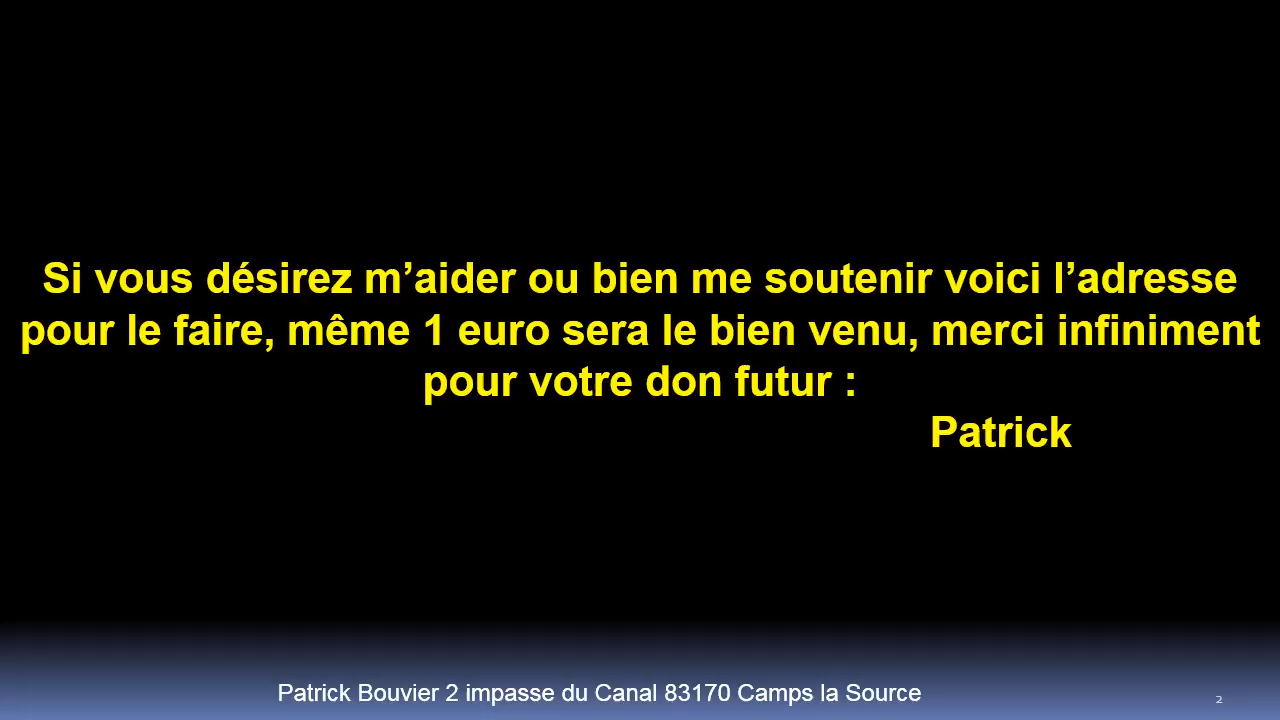 Si vous désirez m’aider ou bien me soutenir voici l’adresse
pour le faire, même 1 euro sera le bien venu, merci infiniment
pour votre don futur :
Patrick
Patrick Bouvier 2 impasse du Canal 83170 Camps la Source
2